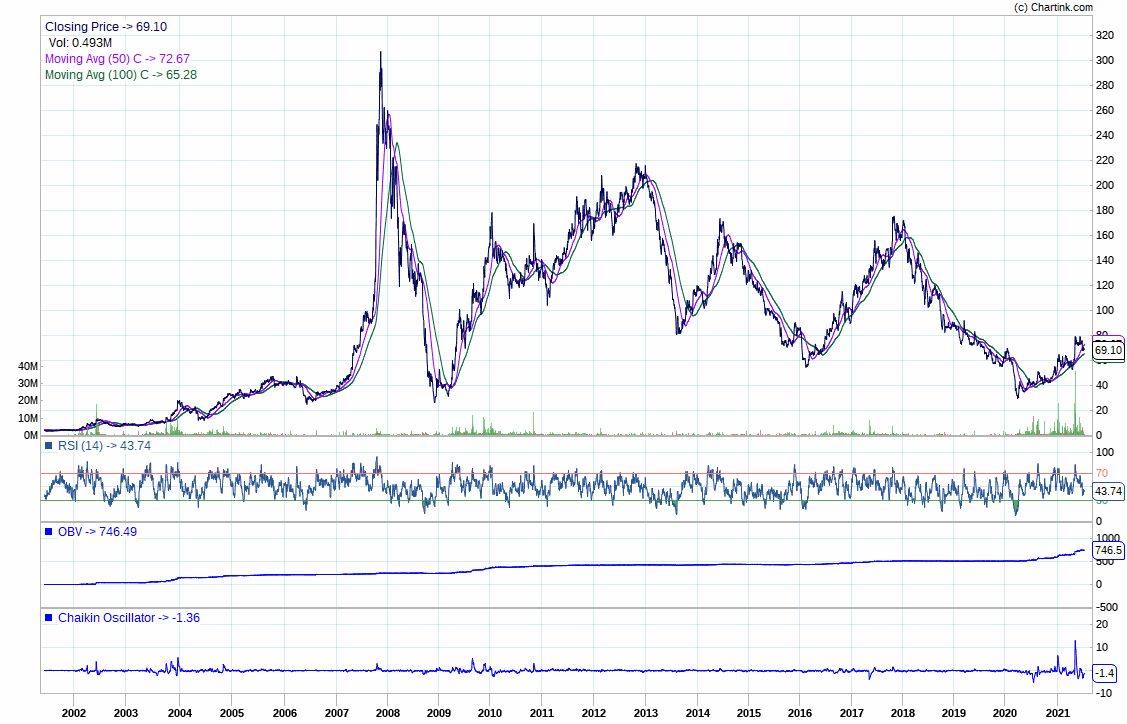 (c) Chartink.com
Closing Price -> 69.10
Vol: 0.493M
Moving Avg (50) C -> 72.67
Moving Avg (100) C -> 65.28
320
300
280
260
240
220
200
180
160
140
120
100
80
69.10
40
20
0
40M
30M
20M
10M
0M
RSI (14) -> 43.74
100
70
43.74
0
OBV -> 746.49
1000
746.5
500
0
-500
Chaikin Oscillator -> -1.36
20
10
-1.4
-10
2002 2003 2004 2005 2006 2007 2008 2009 2010 2011 2012 2013 2014 2015 2016 2017 2018 2019 2020 2021